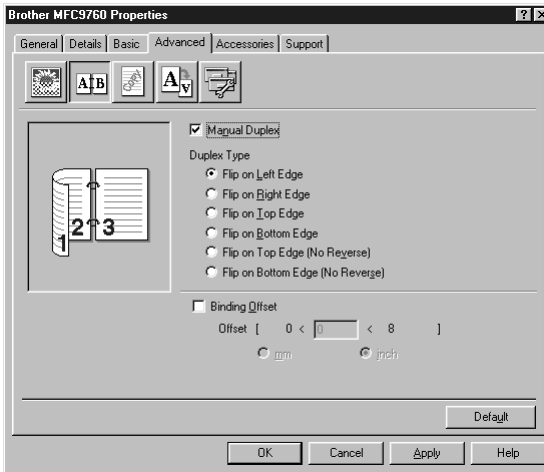 Brother MFC9760 Properties
General Details Basic Advanced Accessories Support
A B
Copy
A A
Manual Duplex
Duplex Type
Flip on Left Edge
Flip on Right Edge
Flip on Top Edge
Flip on Bottom Edge
Flip on Top Edge (No Reverse)
Flip on Bottom Edge (No Reverse)
1 2 3
Binding Offset
Offset [ 0 < 0 < 8 ]
mm inch
Default
OK Cancel Apply Help